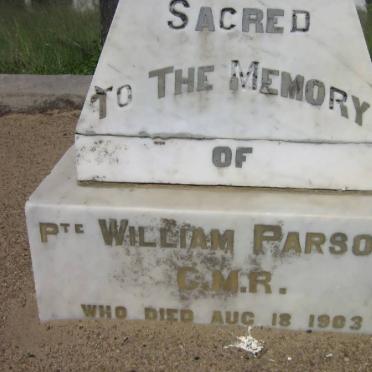 SACRED
TO THE MEMORY
OF
PTE WILLIAM PARSO
C.M.R.
WHO DIED AUG 18 1903